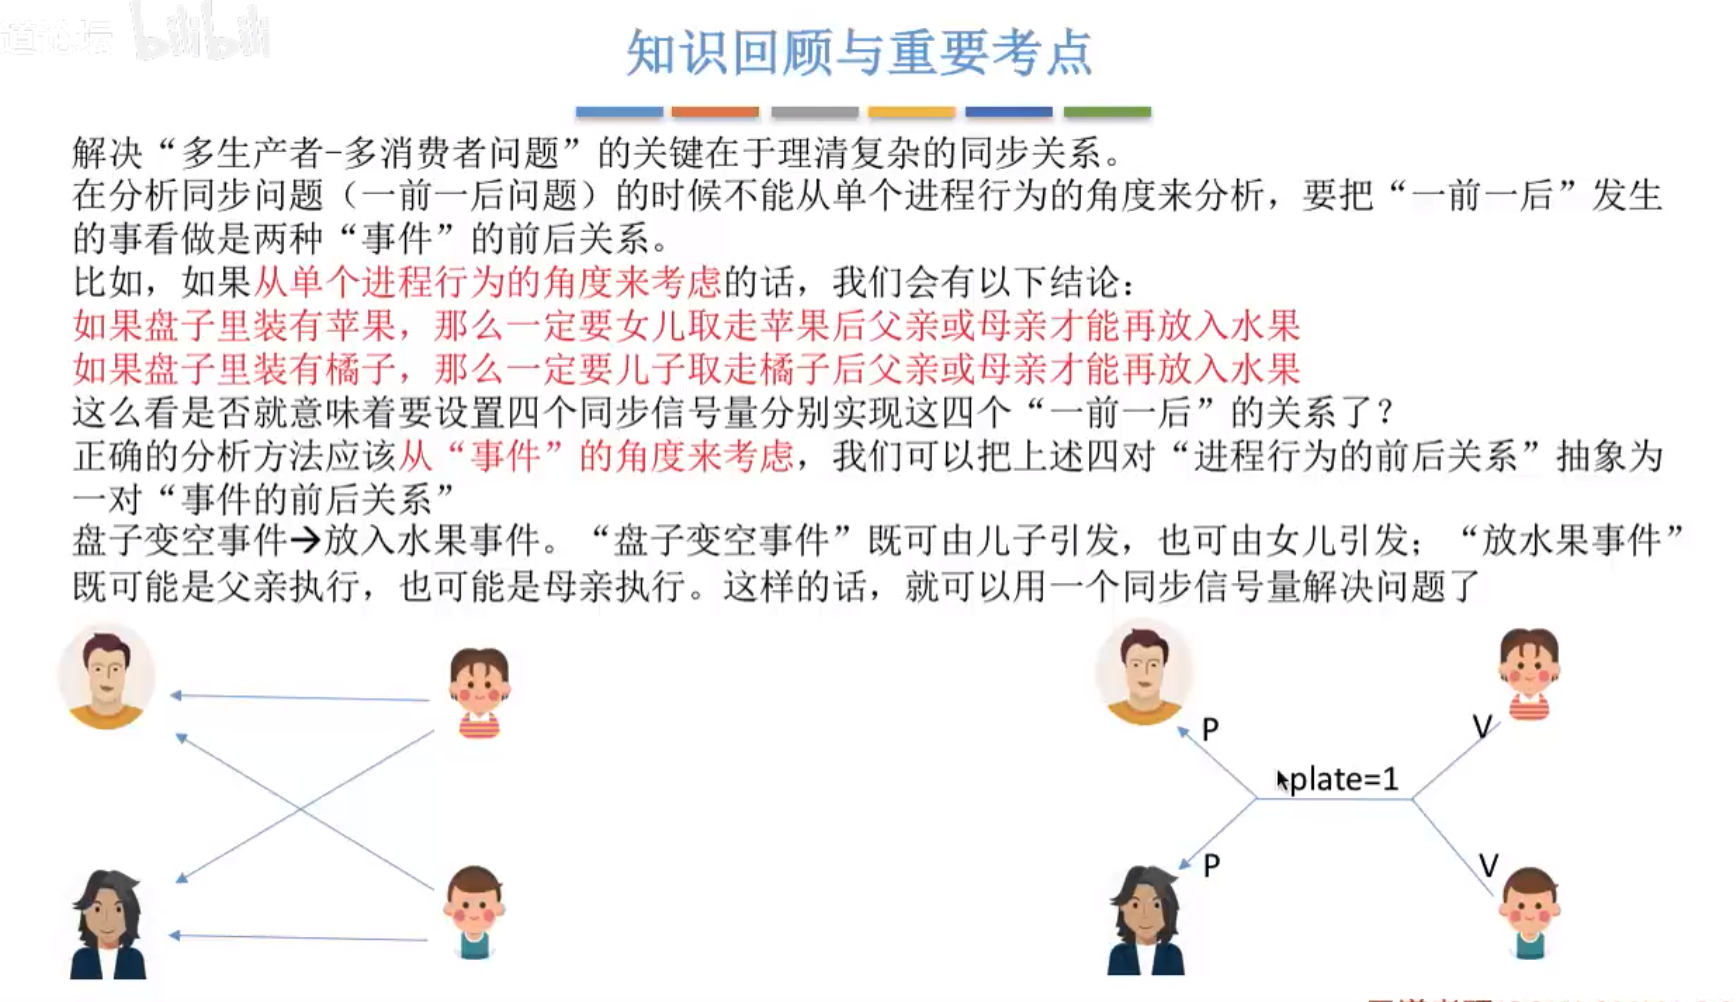 道论坛 bilibili
知识回顾与重要考点
解决“多生产者-多消费者问题”的关键在于理清复杂的同步关系。
在分析同步问题（一前一后问题）的时候不能从单个进程行为的角度来分析，要把“一前一后”发生
的事看做是两种“事件”的前后关系。
比如，如果从单个进程行为的角度来考虑的话，我们会有以下结论：
如果盘子里装有苹果，那么一定要女儿取走苹果后父亲或母亲才能再放入水果
如果盘子里装有橘子，那么一定要儿子取走橘子后父亲或母亲才能再放入水果
这么看是否就意味着要设置四个同步信号量分别实现这四个“一前一后”的关系了？
正确的分析方法应该从“事件”的角度来考虑，我们可以把上述四对“进程行为的前后关系”抽象为
一对“事件的前后关系”
盘子变空事件→放入水果事件。“盘子变空事件”既可由儿子引发，也可由女儿引发；“放水果事件”
既可能是父亲执行，也可能是母亲执行。这样的话，就可以用一个同步信号量解决问题了
P
V
plate=1
P
V